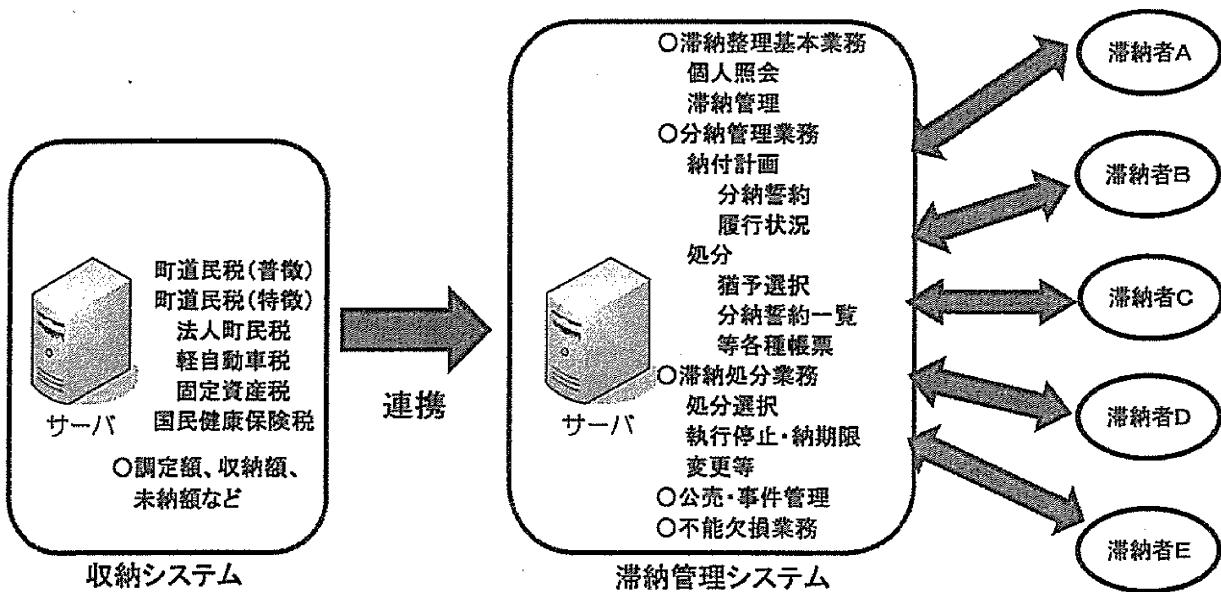 町道民税(普徴)
町道民税(特徴)
法人町民税
軽自動車税
固定資産税
国民健康保険税
サーバ
○調定額、収納額、
未納額など
収納システム
連携
○滞納整理基本業務
個人照会
滞納管理
○分納管理業務
納付計画
分納誓約
履行状況
処分
猶予選択
分納誓約一覧
等各種帳票
○滞納処分業務
処分選択
執行停止・納期限
変更等
○公売・事件管理
○不能欠損業務
サーバ
滞納管理システム
滞納者A
滞納者B
滞納者C
滞納者D
滞納者E